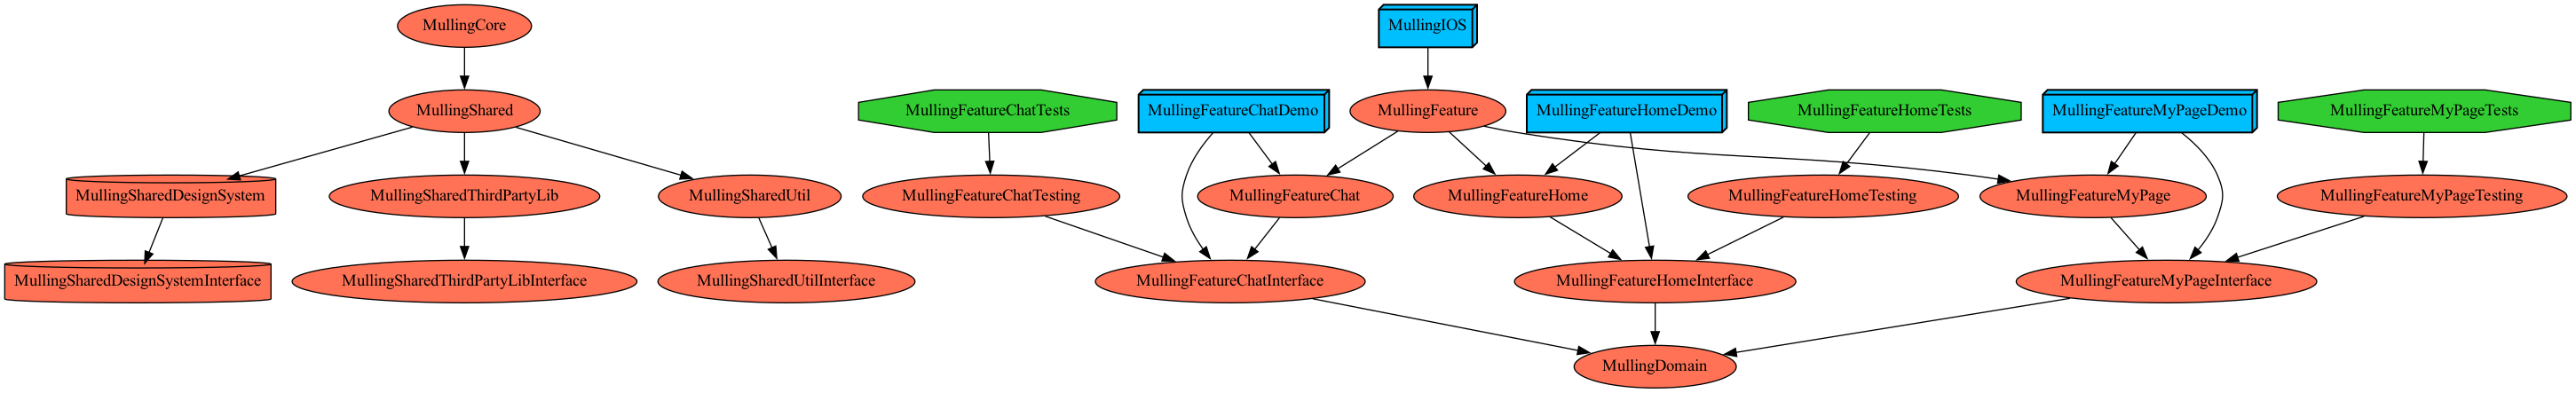 MullingCore
MullingIOS
MullingShared
MullingFeatureChatTests
MullingFeatureChatDemo
MullingFeature
MullingFeatureHomeDemo
MullingFeatureHomeTests
MullingFeatureMyPageDemo
MullingFeatureMyPageTests
MullingSharedDesignSystem
MullingSharedThirdPartyLib
MullingSharedUtil
MullingFeatureChatTesting
MullingFeatureChat
MullingFeatureHome
MullingFeatureHomeTesting
MullingFeatureMyPage
MullingFeatureMyPageTesting
MullingSharedDesignSystemInterface
MullingSharedThirdPartyLibInterface
MullingSharedUtilInterface
MullingFeatureChatInterface
MullingFeatureHomeInterface
MullingFeatureMyPageInterface
MullingDomain